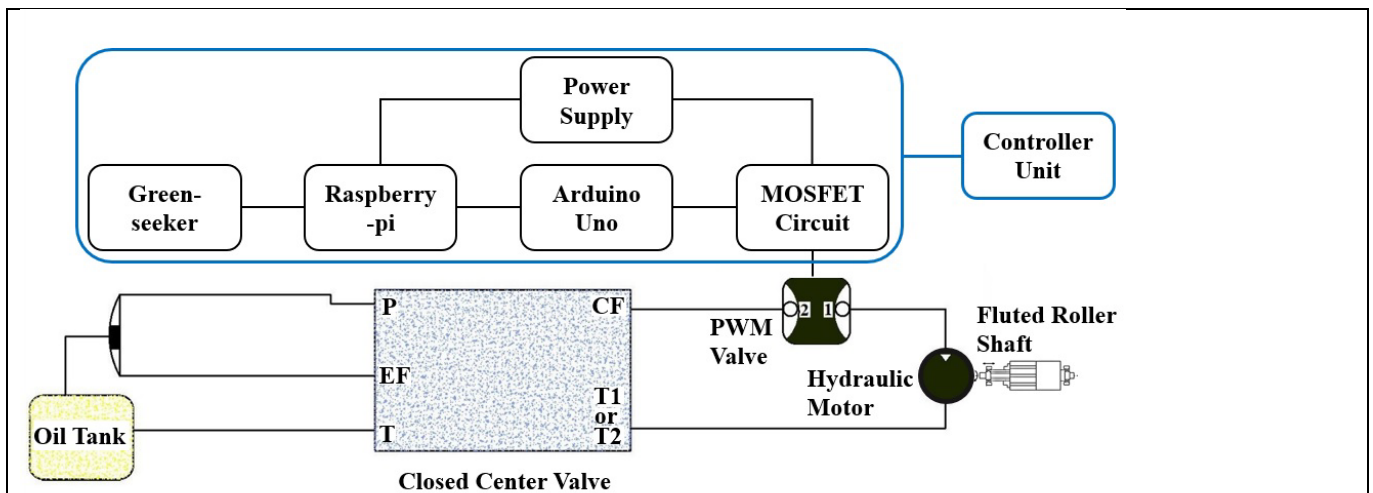 Power
Supply
Controller
Unit
Green-
seeker
Raspberry
-pi
Arduino
Uno
MOSFET
Circuit
P
CF
2
1
PWM
Valve
Fluted Roller
Shaft
EF
Hydraulic
Motor
T1
or
T2
Oil Tank
T
Closed Center Valve